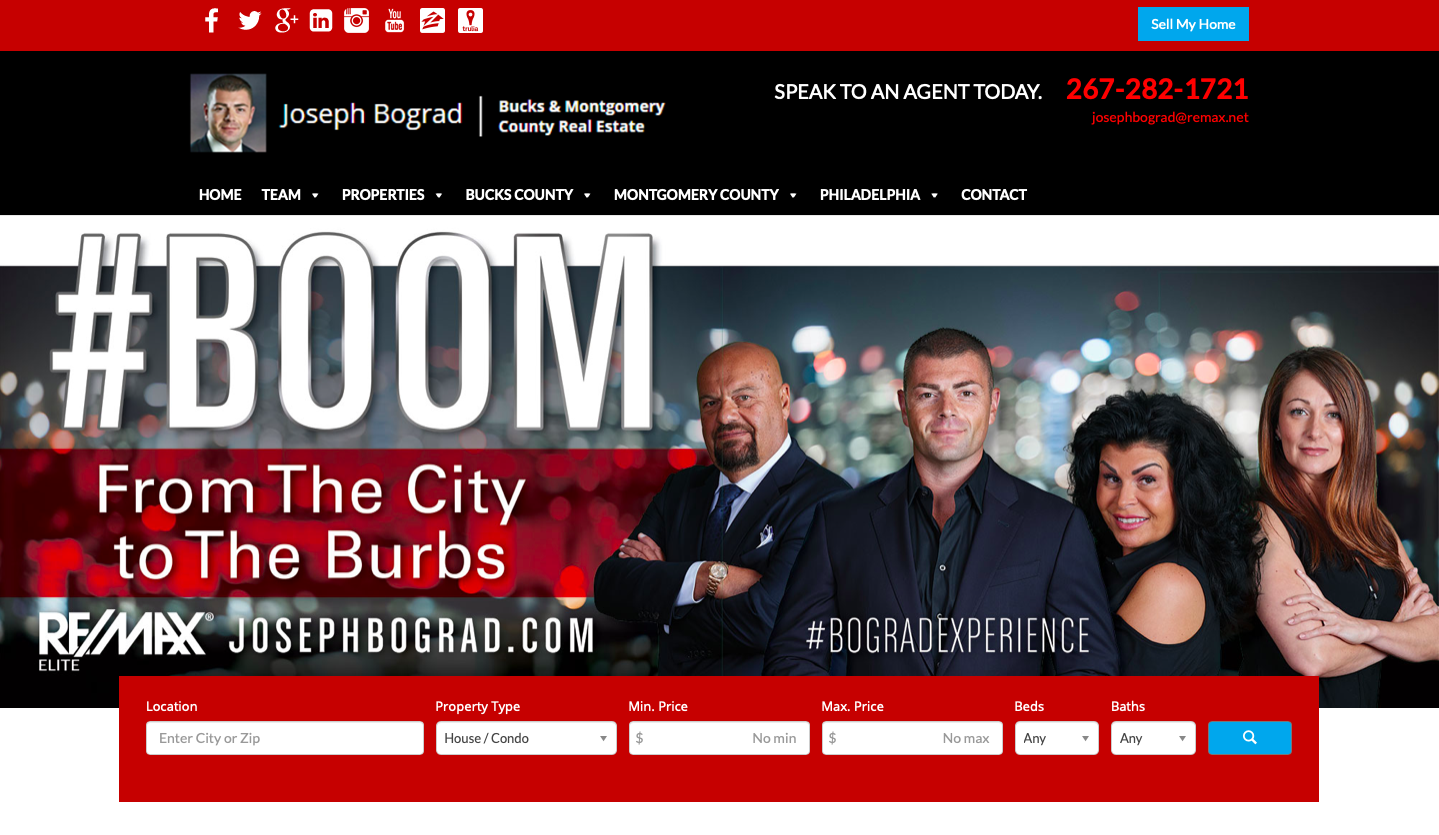 You
Tube
trulia
Sell My Home
Joseph Bograd
Bucks & Montgomery
County Real Estate
SPEAK TO AN AGENT TODAY. 267-282-1721
josephbograd@remax.net
HOME TEAM PROPERTIES BUCKS COUNTY MONTGOMERY COUNTY PHILADELPHIA CONTACT
#BOOM
From The City
to The Burbs
RE/MAX®
ELITE
JOSEPHBOGRAD.COM
#BOGRADEXPERIENCE
Location Property Type Min. Price Max. Price Beds Baths
Enter City or Zip House / Condo $ No min $ No max Any Any